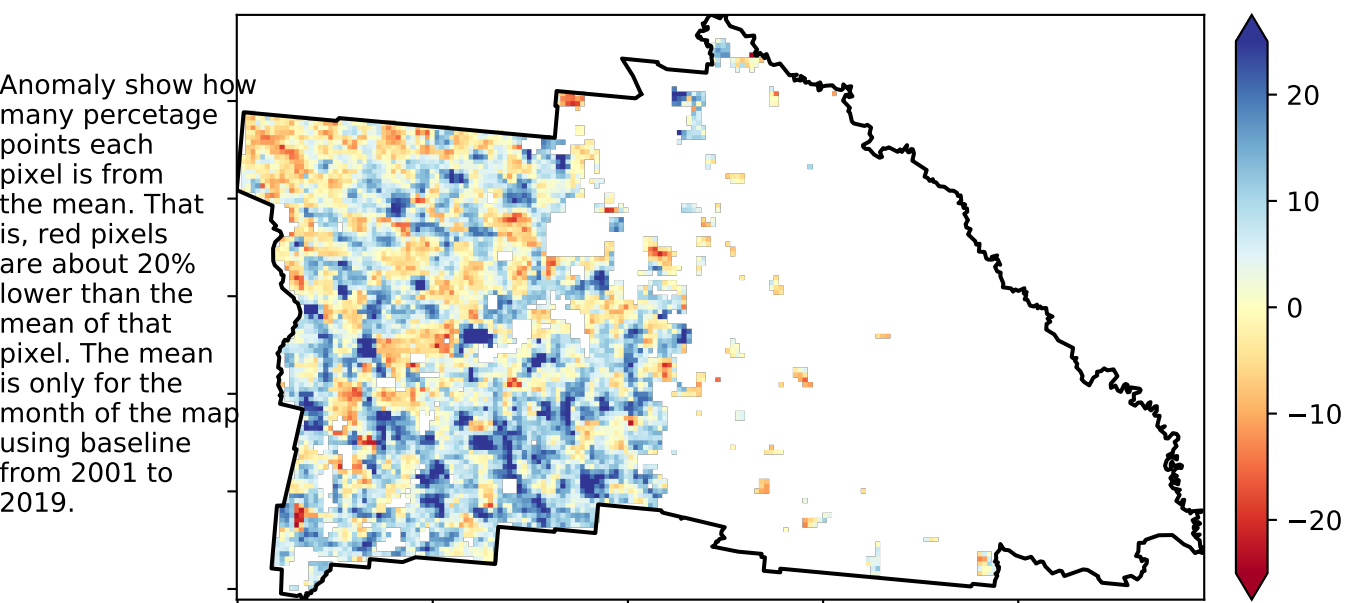 Anomaly show how
many percetage
points each
pixel is from
the mean. That
is, red pixels
are about 20%
lower than the
mean of that
pixel. The mean
is only for the
month of the map
using baseline
from 2001 to
2019.
20
10
0
−10
−20